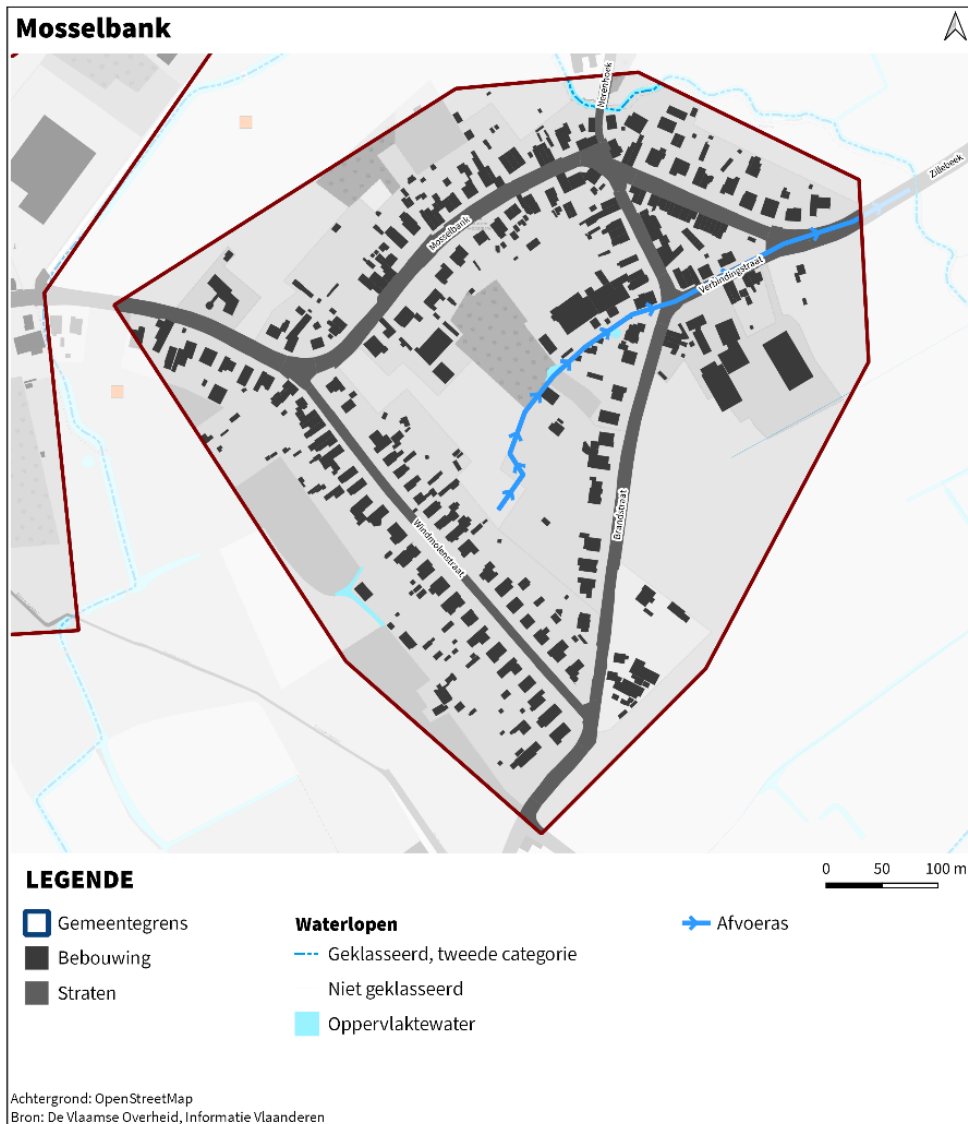 Mosselbank
Nerenhoek
Zillebeek
Mosselbank
Verbindingstraat
Brandstraat
Windmolenstraat
0 50 100 m
LEGENDE
Gemeentegrens
Bebouwing
Straten
Waterlopen
Geklasseerd, tweede categorie
Niet geklasseerd
Oppervlaktewater
Afvoeras
Achtergrond: OpenStreetMap
Bron: De Vlaamse Overheid, Informatie Vlaanderen